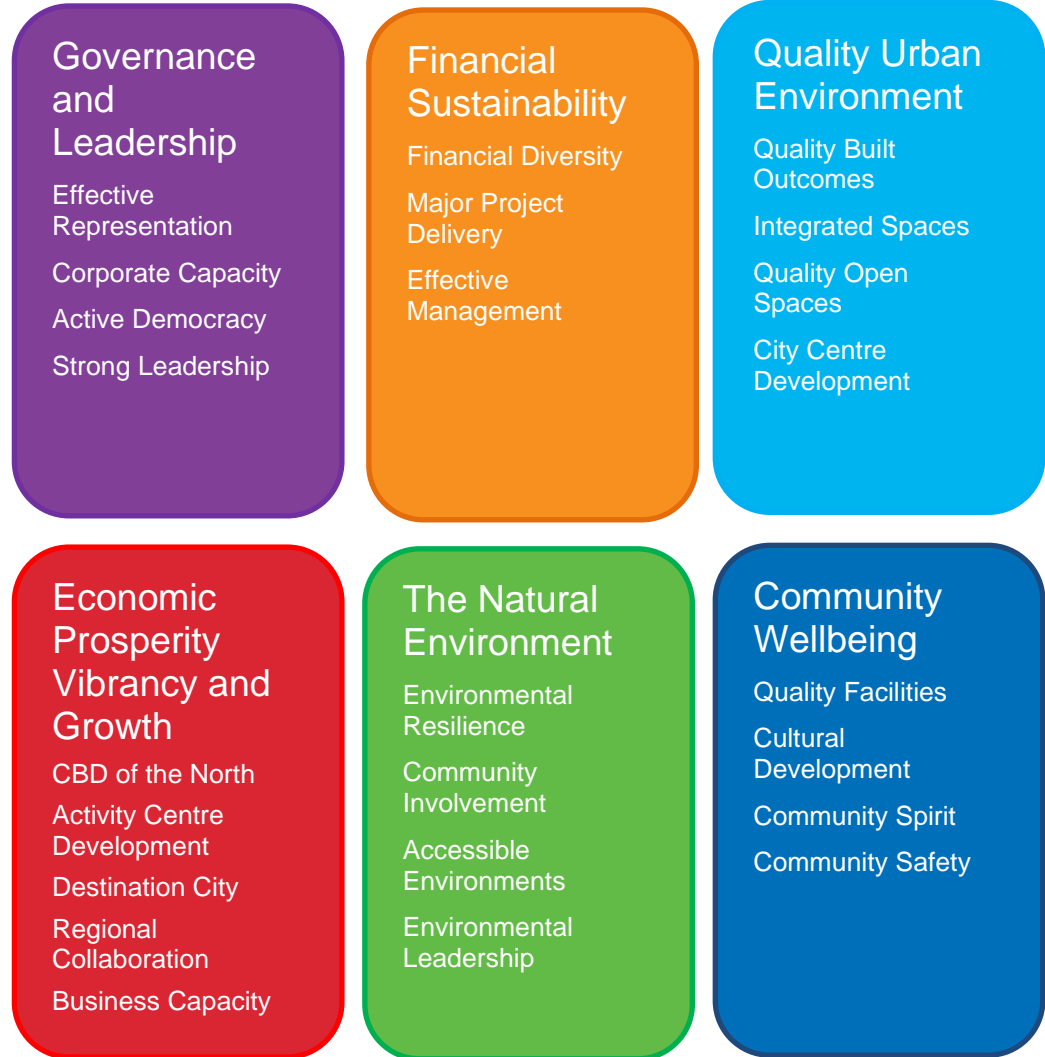 Governance
and
Leadership
Effective
Representation
Corporate Capacity
Active Democracy
Strong Leadership
Financial
Sustainability
Financial Diversity
Major Project
Delivery
Effective
Management
Quality Urban
Environment
Quality Built
Outcomes
Integrated Spaces
Quality Open
Spaces
City Centre
Development
Economic
Prosperity
Vibrancy and
Growth
CBD of the North
Activity Centre
Development
Destination City
Regional
Collaboration
Business Capacity
The Natural
Environment
Environmental
Resilience
Community
Involvement
Accessible
Environments
Environmental
Leadership
Community
Wellbeing
Quality Facilities
Cultural
Development
Community Spirit
Community Safety